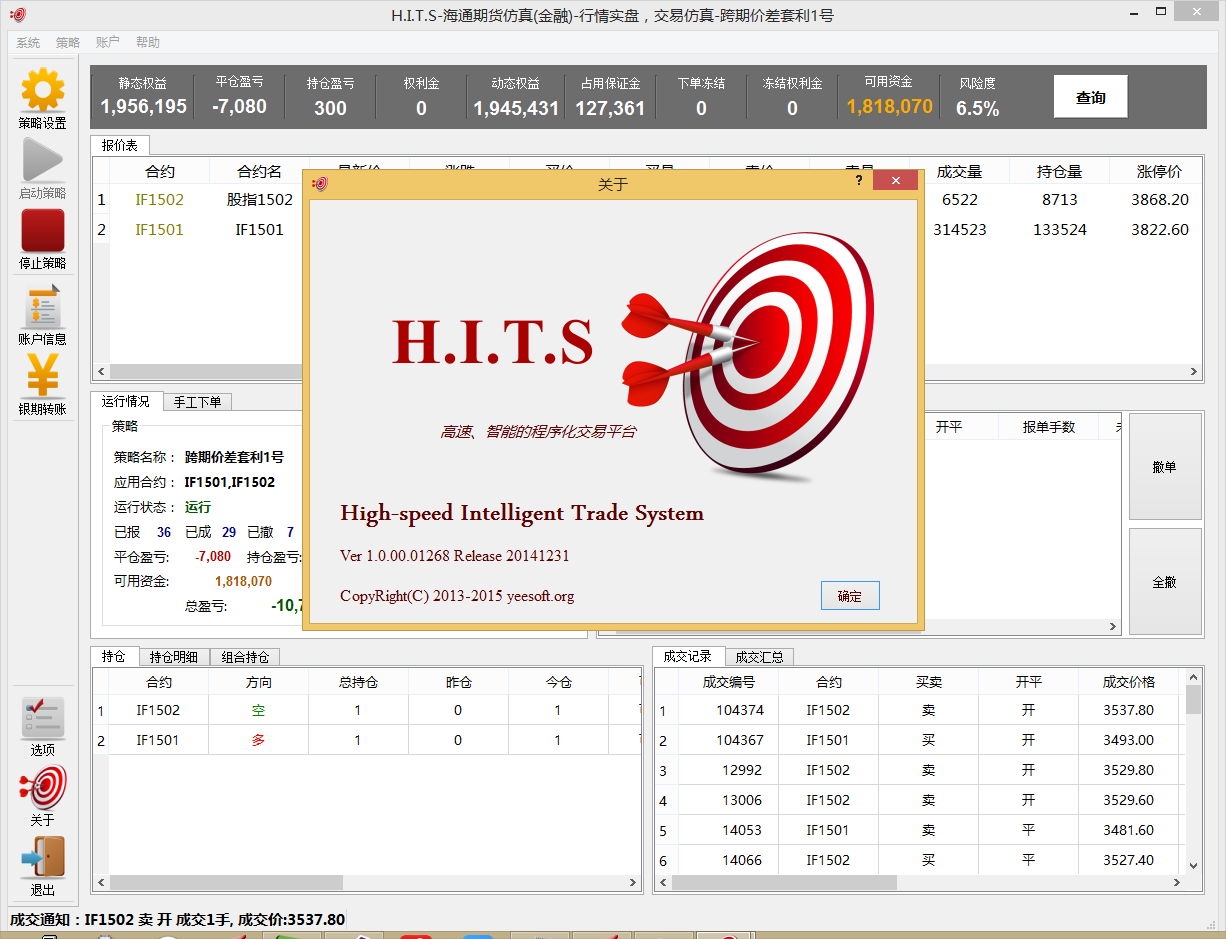 H.I.T.S-海通期货仿真(金融)-行情实盘，交易仿真-跨期价差套利1号
系统 策略 账户 帮助
策略设置
启动策略
停止策略
账户信息
银期转账
选项
关于
退出
静态权益 平仓盈亏 持仓盈亏 权利金 动态权益 占用保证金 下单冻结 冻结权利金 可用资金 风险度
1,956,195 -7,080 300 0 1,945,431 127,361 0 0 1,818,070 6.5%
查询
报价表
合约 合约名 成交量 持仓量 涨停价
1 IF1502 股指1502 6522 8713 3868.20
2 IF1501 IF1501 314523 133524 3822.60
关于
?
H.I.T.S
高速、智能的程序化交易平台
High-speed Intelligent Trade System
Ver 1.0.00.01268 Release 20141231
CopyRight(C) 2013-2015 yeesoft.org
确定
运行情况 手工下单
策略
策略名称： 跨期价差套利1号
应用合约： IF1501,IF1502
运行状态： 运行
已报 36 已成 29 已撤 7
平仓盈亏: -7,080 持仓盈亏:
可用资金: 1,818,070
总盈亏: -10,7
开平 报单手数
撤单
全撤
持仓 持仓明细 组合持仓
合约 方向 总持仓 昨仓 今仓
1 IF1502 空 1 0 1
2 IF1501 多 1 0 1
成交记录 成交汇总
成交编号 合约 买卖 开平 成交价格
1 104374 IF1502 卖 开 3537.80
2 104367 IF1501 买 开 3493.00
3 12992 IF1502 卖 开 3529.80
4 13006 IF1502 卖 开 3529.60
5 14053 IF1501 卖 平 3481.60
6 14066 IF1502 买 平 3527.40
成交通知：IF1502 卖 开 成交1手, 成交价:3537.80